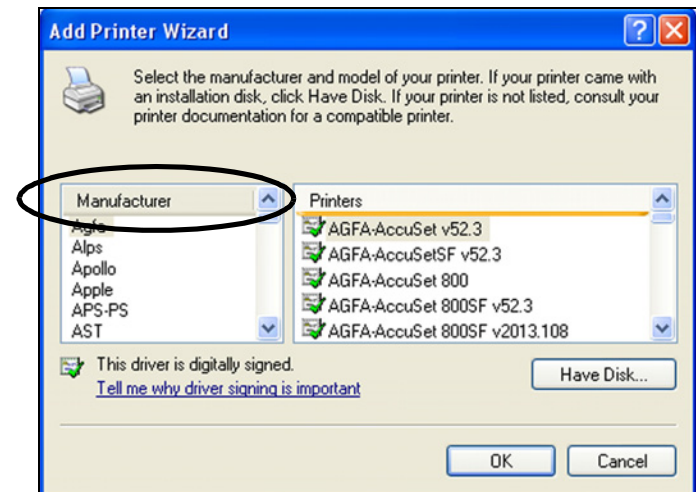 Add Printer Wizard
Select the manufacturer and model of your printer. If your printer came with
an installation disk, click Have Disk. If your printer is not listed, consult your
printer documentation for a compatible printer.
Manufacturer
Agfa
Alps
Apollo
Apple
APS-PS
AST
Printers
AGFA-AccuSet v52.3
AGFA-AccuSetSF v52.3
AGFA-AccuSet 800
AGFA-AccuSet 800SF v52.3
AGFA-AccuSet 800SF v2013.108
This driver is digitally signed.
Tell me why driver signing is important
Have Disk...
OK
Cancel